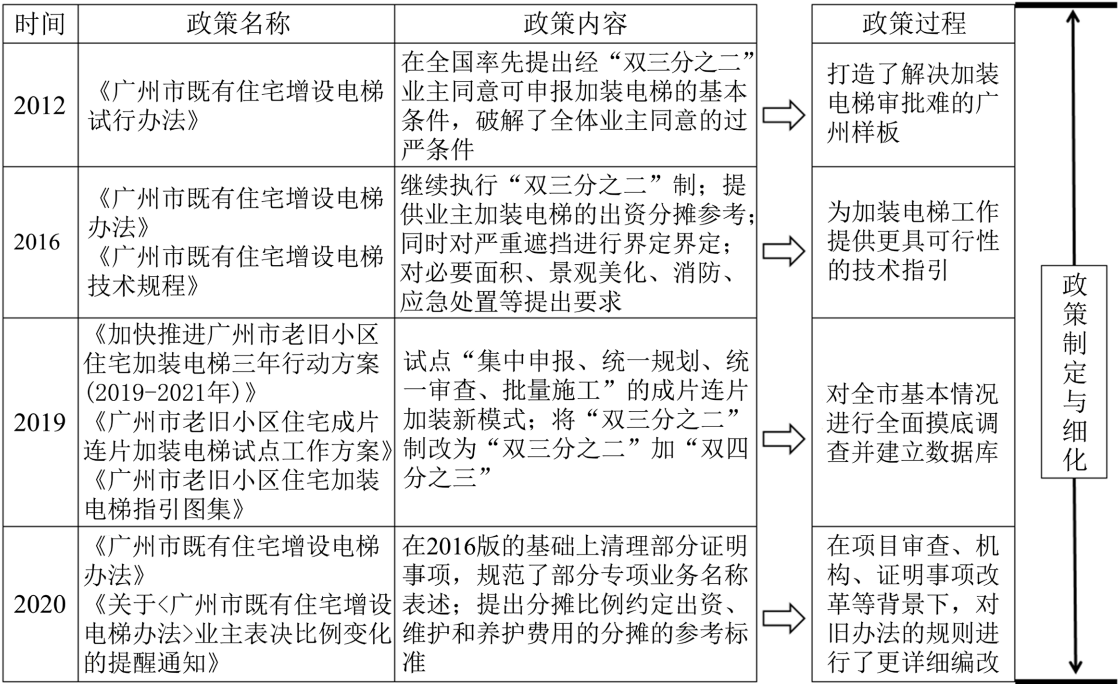 时间
政策名称
政策内容
政策过程
2012
《广州市既有住宅增设电梯
试行办法》
在全国率先提出经“双三分之二”
业主同意可申报加装电梯的基本
条件，破解了全体业主同意的过
严条件
打造了解决加装
电梯审批难的广
州样板
2016
《广州市既有住宅增设电梯
办法》
《广州市既有住宅增设电梯
技术规程》
继续执行“双三分之二”制；提
供业主加装电梯的出资分摊参考；
同时对严重遮挡进行界定界定；
对必要面积、景观美化、消防、
应急处置等提出要求
为加装电梯工作
提供更具可行性
的技术指引
2019
《加快推进广州市老旧小区
住宅加装电梯三年行动方案
(2019-2021年)》
《广州市老旧小区住宅成片
连片加装电梯试点工作方案》
《广州市老旧小区住宅加装
电梯指引图集》
试点“集中申报、统一规划、统
一审查、批量施工”的成片连片
加装新模式；将“双三分之二”
制改为“双三分之二”加“双四
分之三”
对全市基本情况
进行全面摸底调
查并建立数据库
2020
《广州市既有住宅增设电梯
办法》
《关于<广州市既有住宅增设
电梯办法>业主表决比例变化
的提醒通知》
在2016版的基础上清理部分证明
事项，规范了部分专项业务名称
表述；提出分摊比例约定出资、
维护和养护费用的分摊的参考标
准
在项目审查、机
构、证明事项改
革等背景下，对
旧办法的规则进
行了更详细编改
政策制定与细化